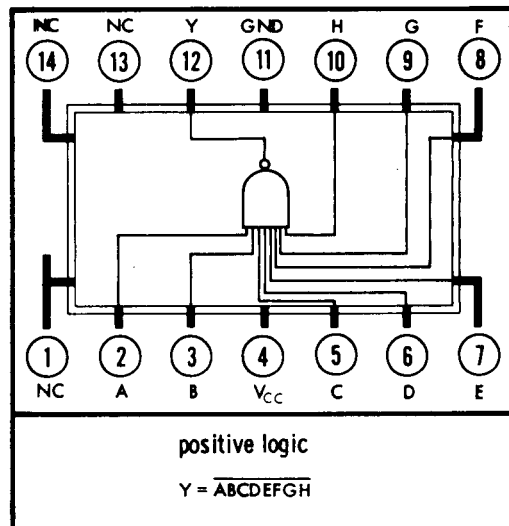 NC NC Y GND H G F
14 13 12 11 10 9 8
1 2 3 4 5 6 7
NC A B VCC C D E
positive logic
Y = ABCDEFGH